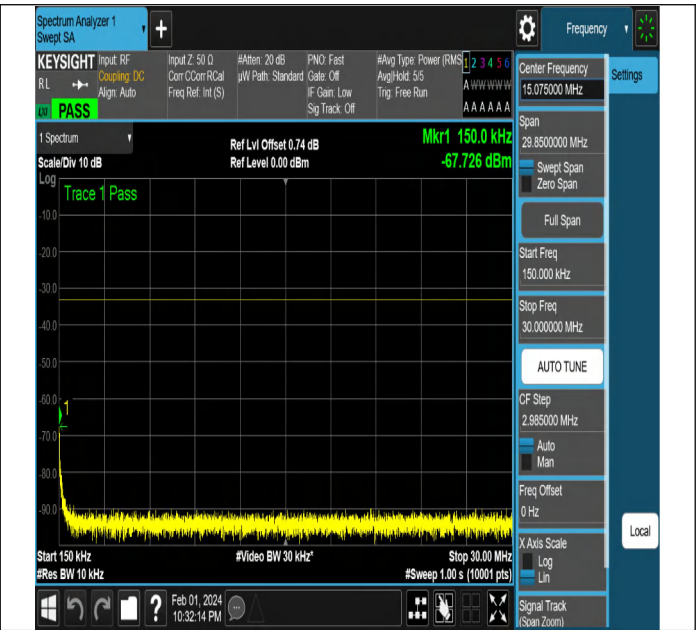 Spectrum Analyzer 1
Swept SA
+
Frequency
KEYSIGHT
RL
LXI
PASS
Input: RF
Coupling: DC
Align: Auto
Input Z: 50 Ω
Corr CCorr RCal
Freq Ref: Int (S)
#Atten: 20 dB
µW Path: Standard
PNO: Fast
Gate: Off
IF Gain: Low
Sig Track: Off
#Avg Type: Power (RMS
Avg|Hold: 5/5
Trig: Free Run
1 2 3 4 5 6
A W W W W W
A A A A A A
1 Spectrum
Scale/Div 10 dB
Ref Lvl Offset 0.74 dB
Ref Level 0.00 dBm
Mkr1 150.0 kHz
-67.726 dBm
Log
Trace 1 Pass
-10.0
-20.0
-30.0
-40.0
-50.0
-60.0
1
-70.0
-80.0
-90.0
Start 150 kHz
#Res BW 10 kHz
#Video BW 30 kHz*
Stop 30.00 MHz
#Sweep 1.00 s (10001 pts)
?
Feb 01, 2024
10:32:14 PM
Center Frequency
15.075000 MHz
Settings
Span
29.8500000 MHz
Swept Span
Zero Span
Full Span
Start Freq
150.000 kHz
Stop Freq
30.000000 MHz
AUTO TUNE
CF Step
2.985000 MHz
Auto
Man
Freq Offset
0 Hz
Local
X Axis Scale
Log
Lin
Signal Track
(Span Zoom)